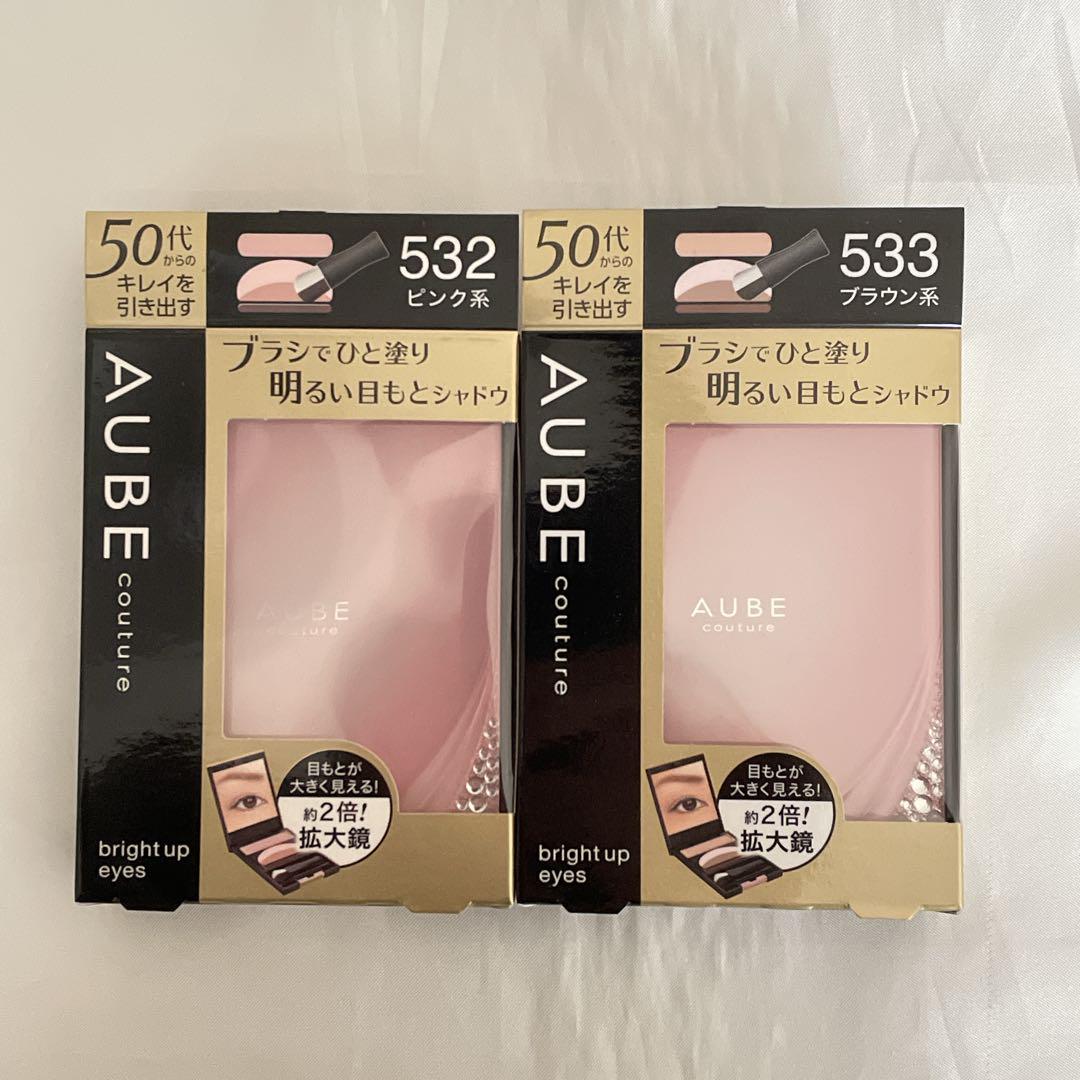 50代
からの
キレイを
引き出す
532
ピンク系
ブラシでひと塗り
明るい目もとシャドウ
AUBE
couture
AUBE
couture
目もとが
大きく見える!
約2倍!
拡大鏡
bright up
eyes
50代
からの
キレイを
引き出す
533
ブラウン系
ブラシでひと塗り
明るい目もとシャドウ
AUBE
couture
AUBE
couture
目もとが
大きく見える!
約2倍!
拡大鏡
bright up
eyes